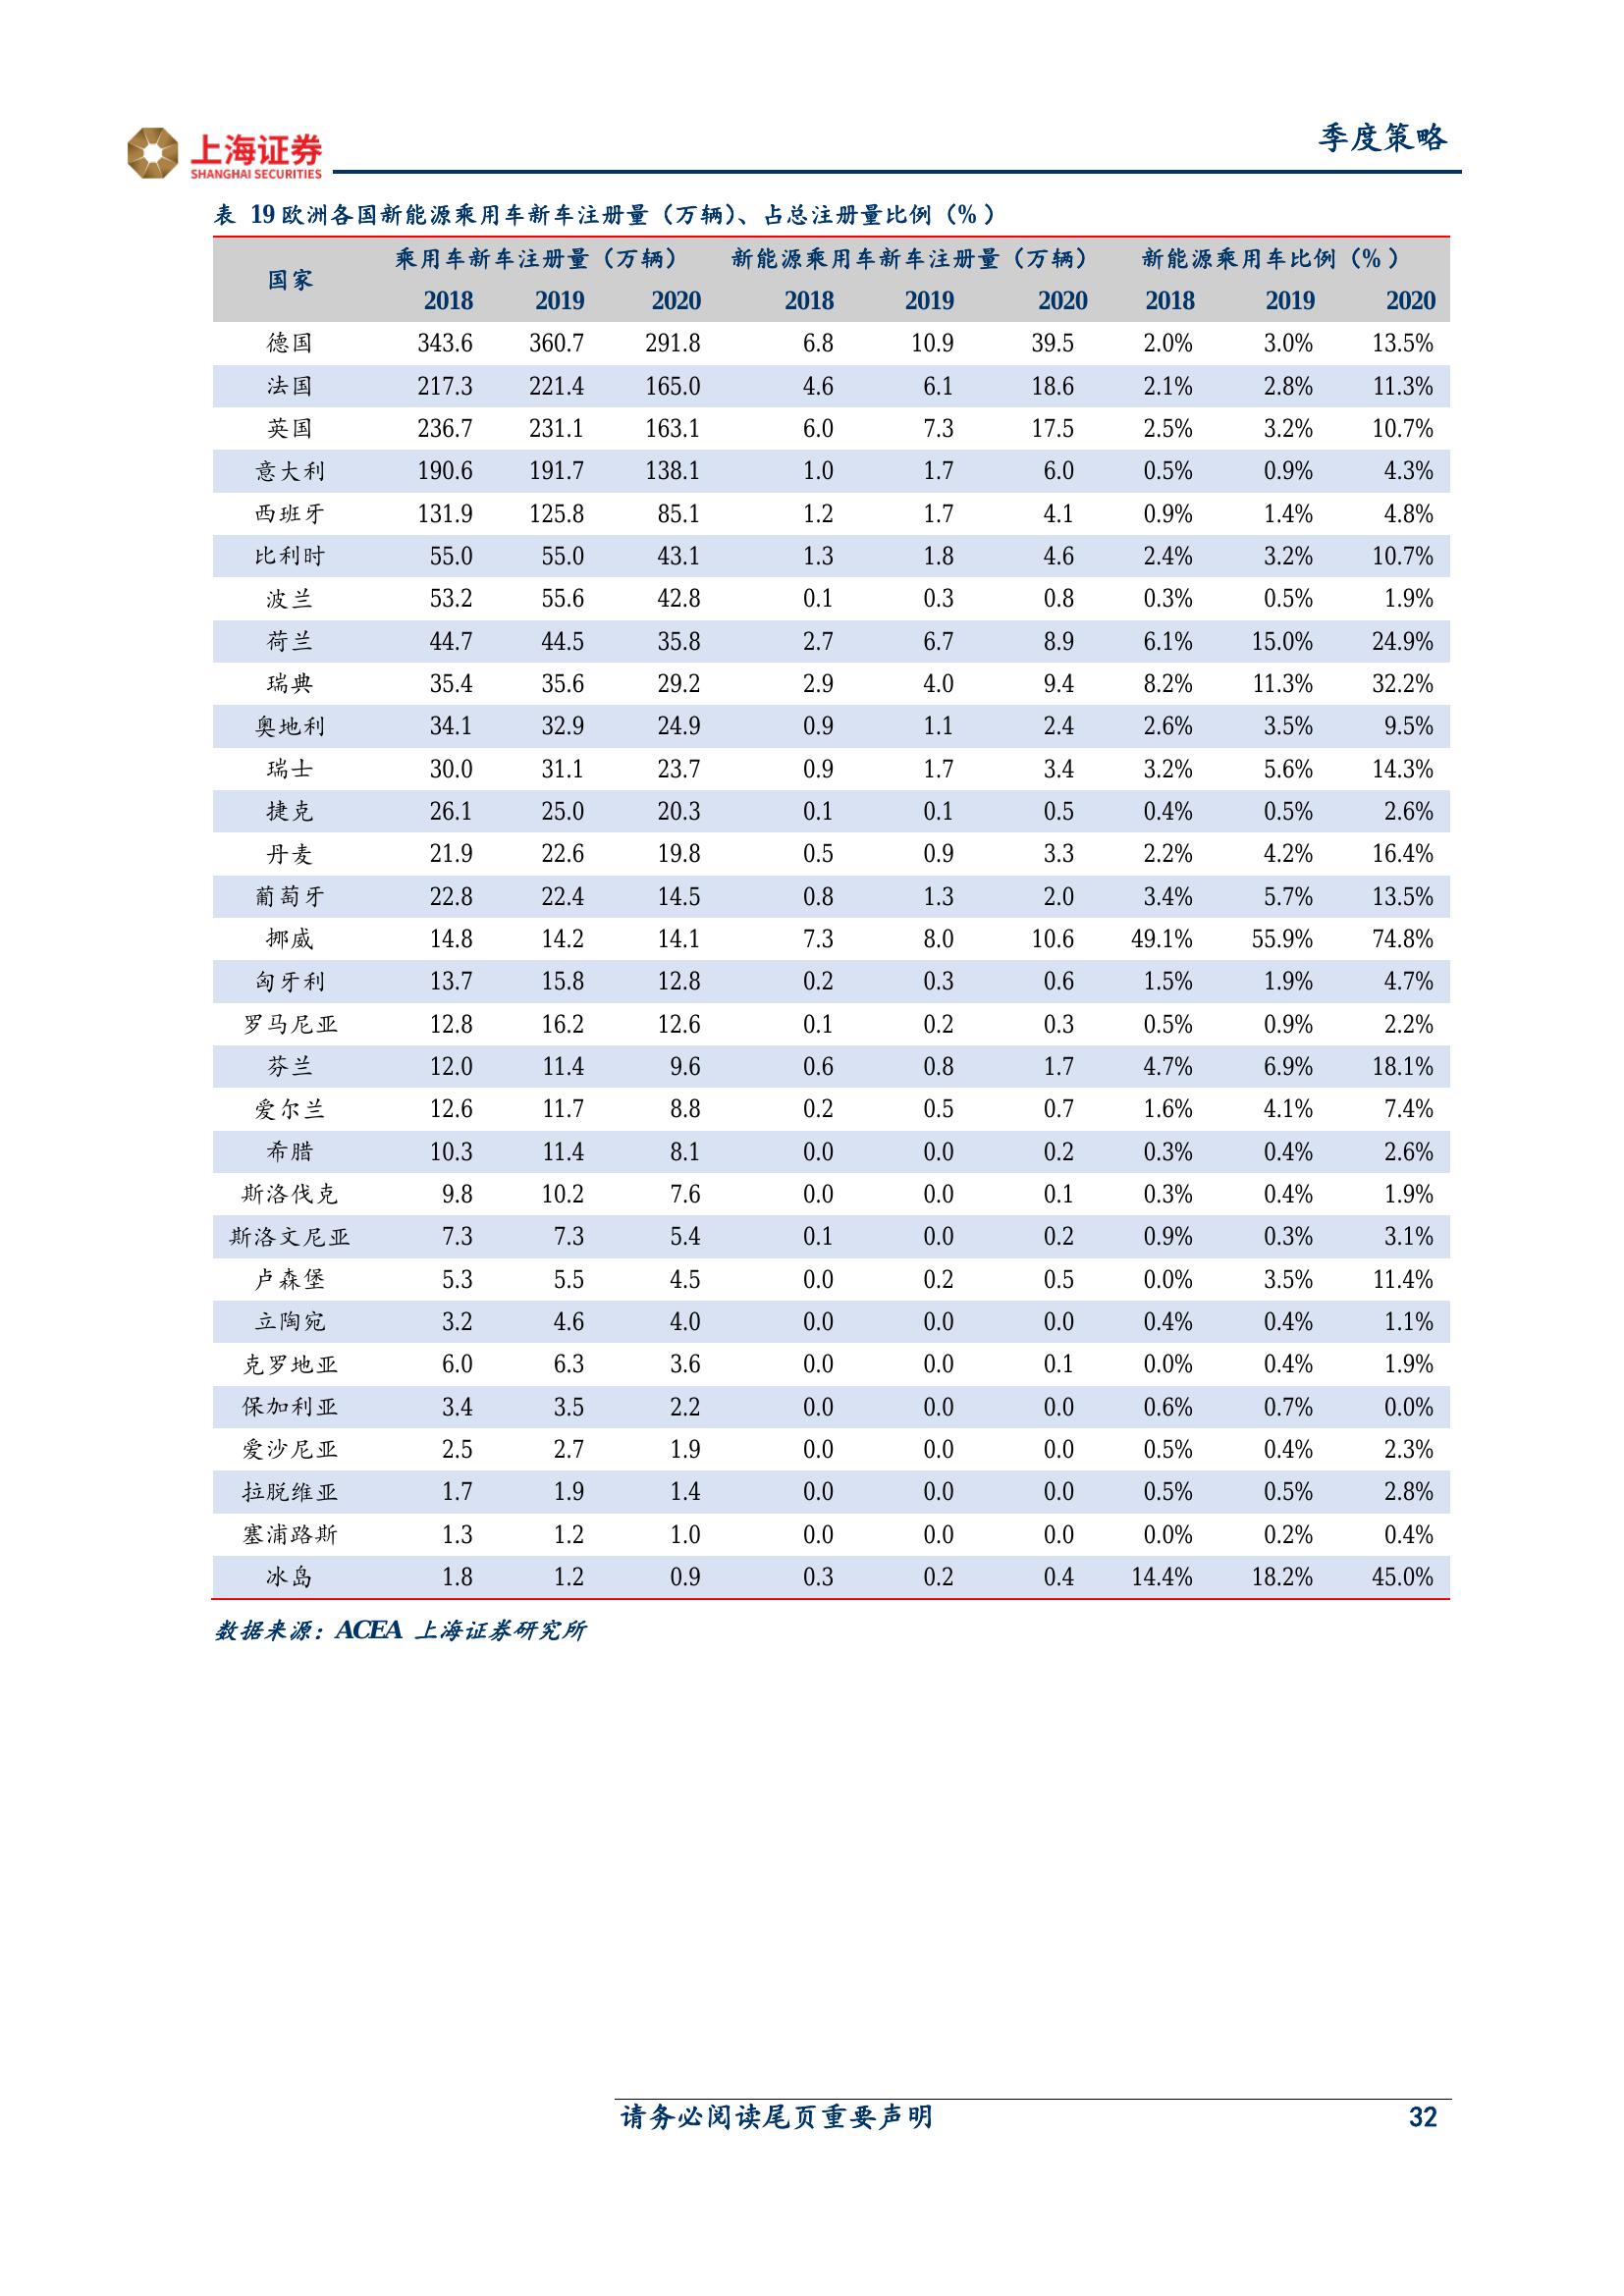 上海证券
SHANGHAI SECURITIES
季度策略
表 19 欧洲各国新能源乘用车新车注册量（万辆）、占总注册量比例（%）
国家 乘用车新车注册量（万辆） 新能源乘用车新车注册量（万辆） 新能源乘用车比例（%）
2018 2019 2020 2018 2019 2020 2018 2019 2020
德国 343.6 360.7 291.8 6.8 10.9 39.5 2.0% 3.0% 13.5%
法国 217.3 221.4 165.0 4.6 6.1 18.6 2.1% 2.8% 11.3%
英国 236.7 231.1 163.1 6.0 7.3 17.5 2.5% 3.2% 10.7%
意大利 190.6 191.7 138.1 1.0 1.7 6.0 0.5% 0.9% 4.3%
西班牙 131.9 125.8 85.1 1.2 1.7 4.1 0.9% 1.4% 4.8%
比利时 55.0 55.0 43.1 1.3 1.8 4.6 2.4% 3.2% 10.7%
波兰 53.2 55.6 42.8 0.1 0.3 0.8 0.3% 0.5% 1.9%
荷兰 44.7 44.5 35.8 2.7 6.7 8.9 6.1% 15.0% 24.9%
瑞典 35.4 35.6 29.2 2.9 4.0 9.4 8.2% 11.3% 32.2%
奥地利 34.1 32.9 24.9 0.9 1.1 2.4 2.6% 3.5% 9.5%
瑞士 30.0 31.1 23.7 0.9 1.7 3.4 3.2% 5.6% 14.3%
捷克 26.1 25.0 20.3 0.1 0.1 0.5 0.4% 0.5% 2.6%
丹麦 21.9 22.6 19.8 0.5 0.9 3.3 2.2% 4.2% 16.4%
葡萄牙 22.8 22.4 14.5 0.8 1.3 2.0 3.4% 5.7% 13.5%
挪威 14.8 14.2 14.1 7.3 8.0 10.6 49.1% 55.9% 74.8%
匈牙利 13.7 15.8 12.8 0.2 0.3 0.6 1.5% 1.9% 4.7%
罗马尼亚 12.8 16.2 12.6 0.1 0.2 0.3 0.5% 0.9% 2.2%
芬兰 12.0 11.4 9.6 0.6 0.8 1.7 4.7% 6.9% 18.1%
爱尔兰 12.6 11.7 8.8 0.2 0.5 0.7 1.6% 4.1% 7.4%
希腊 10.3 11.4 8.1 0.0 0.0 0.2 0.3% 0.4% 2.6%
斯洛伐克 9.8 10.2 7.6 0.0 0.0 0.1 0.3% 0.4% 1.9%
斯洛文尼亚 7.3 7.3 5.4 0.1 0.0 0.2 0.9% 0.3% 3.1%
卢森堡 5.3 5.5 4.5 0.0 0.2 0.5 0.0% 3.5% 11.4%
立陶宛 3.2 4.6 4.0 0.0 0.0 0.0 0.4% 0.4% 1.1%
克罗地亚 6.0 6.3 3.6 0.0 0.0 0.1 0.0% 0.4% 1.9%
保加利亚 3.4 3.5 2.2 0.0 0.0 0.0 0.6% 0.7% 0.0%
爱沙尼亚 2.5 2.7 1.9 0.0 0.0 0.0 0.5% 0.4% 2.3%
拉脱维亚 1.7 1.9 1.4 0.0 0.0 0.0 0.5% 0.5% 2.8%
塞浦路斯 1.3 1.2 1.0 0.0 0.0 0.0 0.0% 0.2% 0.4%
冰岛 1.8 1.2 0.9 0.3 0.2 0.4 14.4% 18.2% 45.0%
数据来源：ACEA 上海证券研究所
请务必阅读尾页重要声明 32